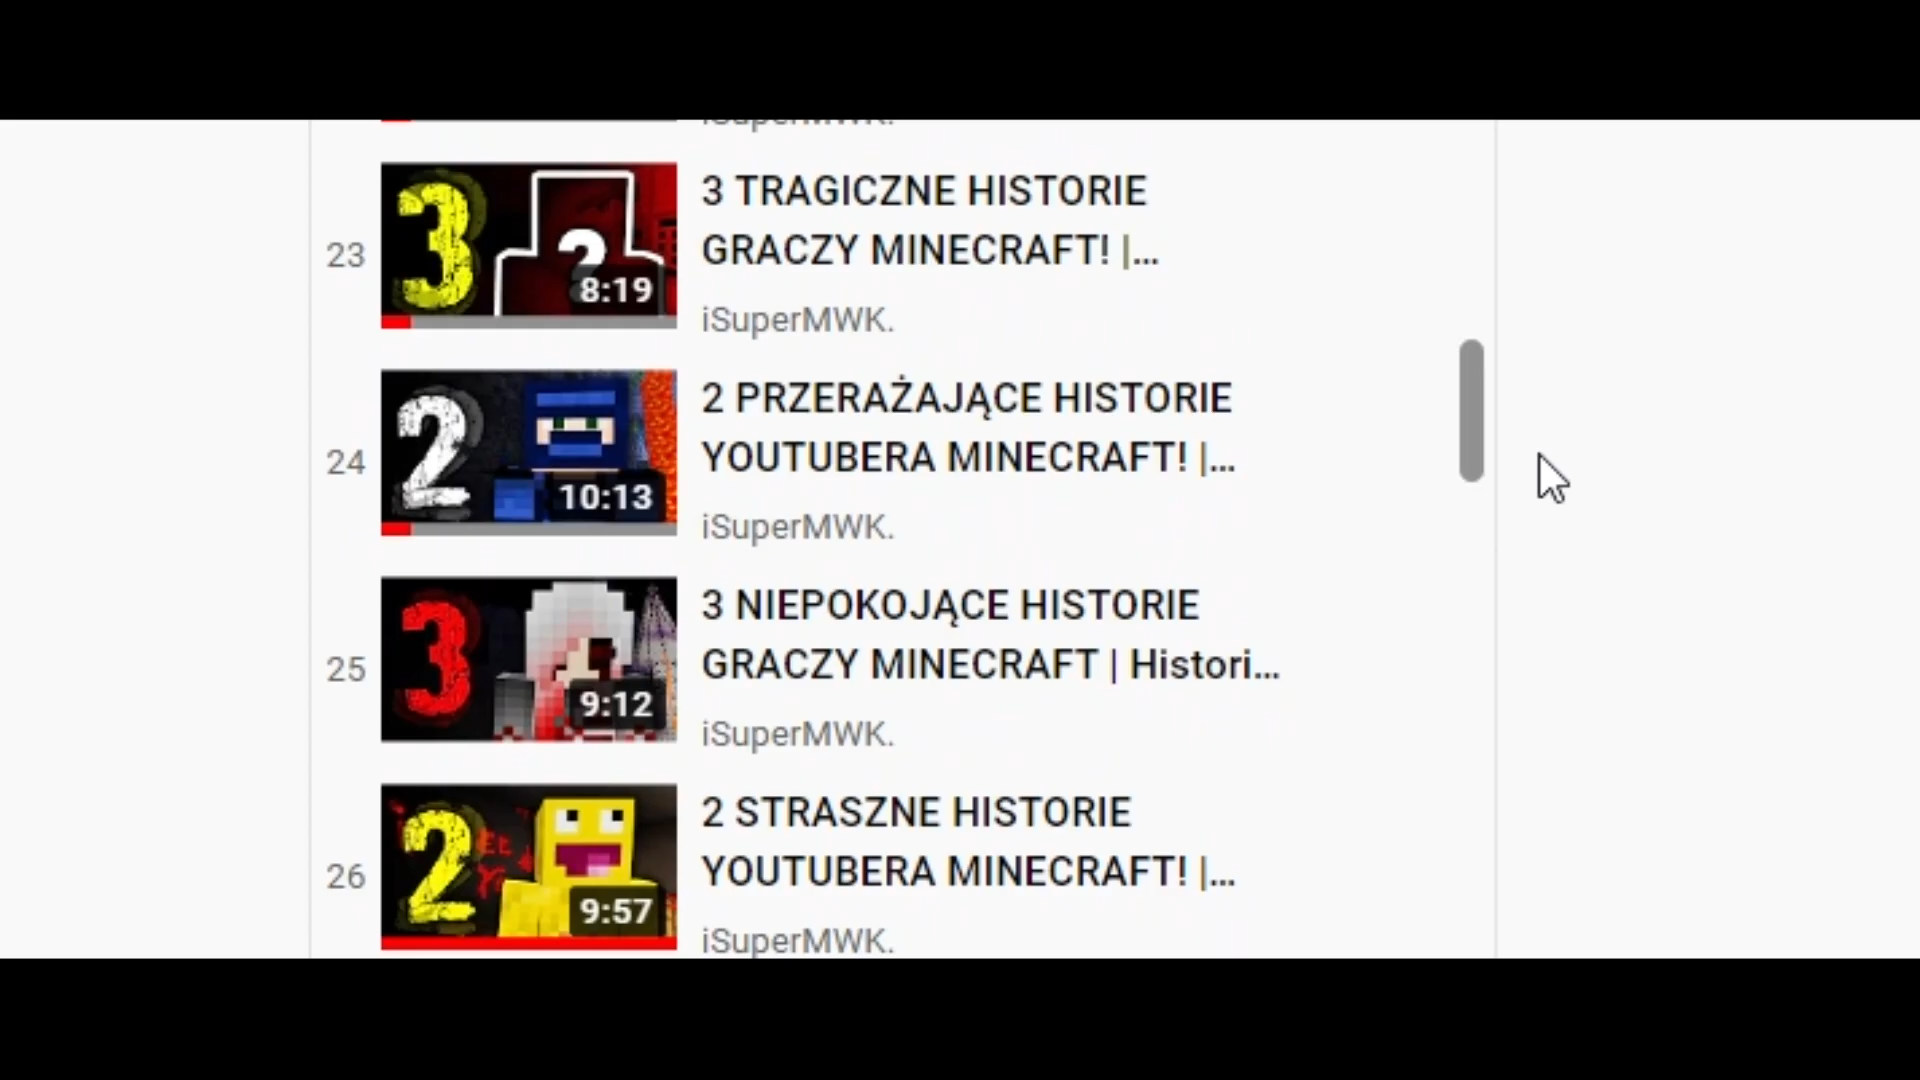 iSuperMWK.
23
3
?
8:19
3 TRAGICZNE HISTORIE
GRACZY MINECRAFT! |...
iSuperMWK.
24
2
10:13
2 PRZERAŻAJĄCE HISTORIE
YOUTUBERA MINECRAFT! |...
iSuperMWK.
25
3
9:12
3 NIEPOKOJĄCE HISTORIE
GRACZY MINECRAFT | Histori...
iSuperMWK.
26
2
9:57
2 STRASZNE HISTORIE
YOUTUBERA MINECRAFT! |...
iSuperMWK.